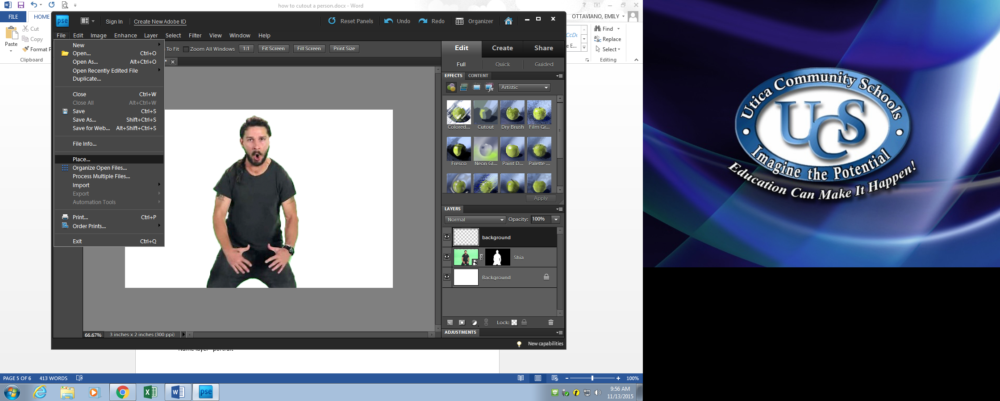 how to cutout a person.docx - Word
FILE
HOME
OTTAVIANO, EMILY
Cut
Copy
Format P
Paste
Clipboard
Find
Replace
Select
Editing
pse
Sign In
Create New Adobe ID
Reset Panels
Undo
Redo
Organizer
File Edit Image Enhance Layer Select Filter View Window Help
s To Fit
Zoom All Windows
1:1
Fit Screen
Fill Screen
Print Size
New
Open... Ctrl+O
Open As... Alt+Ctrl+O
Open Recently Edited File
Duplicate...
Close Ctrl+W
Close All Alt+Ctrl+W
Save Ctrl+S
Save As... Shift+Ctrl+S
Save for Web... Alt+Shift+Ctrl+S
File Info...
Place...
Organize Open Files...
Process Multiple Files...
Import
Export
Automation Tools
Print... Ctrl+P
Order Prints...
Exit Ctrl+Q
Edit Create Share
Full Quick Guided
EFFECTS CONTENT
Artistic
Colored... Cutout Dry Brush Film Gr...
Fresco Neon Gl... Paint D... Palette ...
Apply
LAYERS
Normal Opacity: 100%
background
Shia
Background
Lock:
ADJUSTMENTS
New capabilities
66.67% 3 inches x 2 inches (300 ppi)
PAGE 5 OF 6 413 WORDS
100%
pse
9:56 AM
11/13/2015
Utica Community Schools
UCS
Imagine the Potential
Education Can Make It Happen!